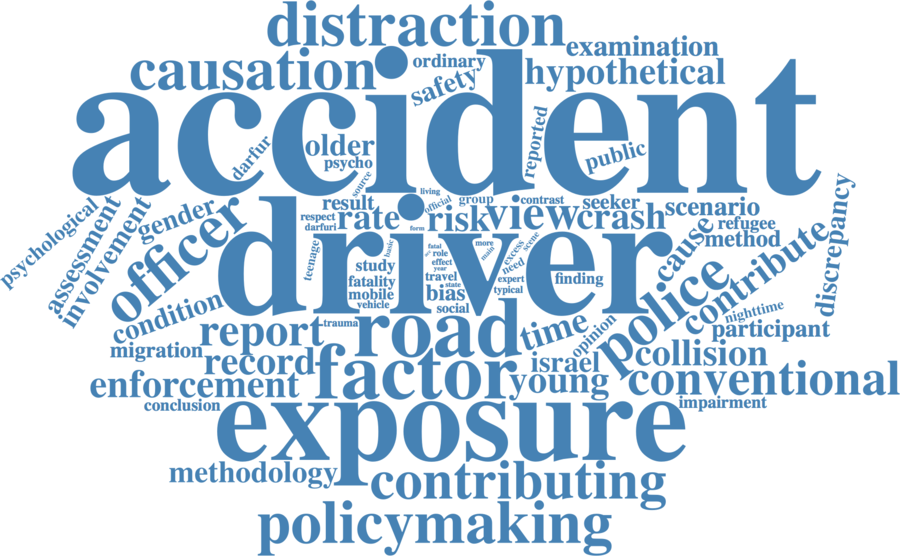 distraction
examination
causation
ordinary
hypothetical
safety
accident
reported
older
darfur
psycho
public
source
living
result
official
group
contrast
seeker
scenario
respect
darfuri
rate
form
risk
view
crash
refugee
psychological
assessment
involvement
gender
officer
driver
cause
method
contribute
discrepancy
teenage
basic
fatal
more
main
excess
scene
role
study
effect
year
need
fatality
travel
state
expert
finding
mobile
bias
typical
vehicle
social
police
condition
report
trauma
road
time
opinion
nighttime
participant
migration
record
factor
israel
collision
enforcement
young
conventional
conclusion
exposure
impairment
methodology
contributing
policymaking